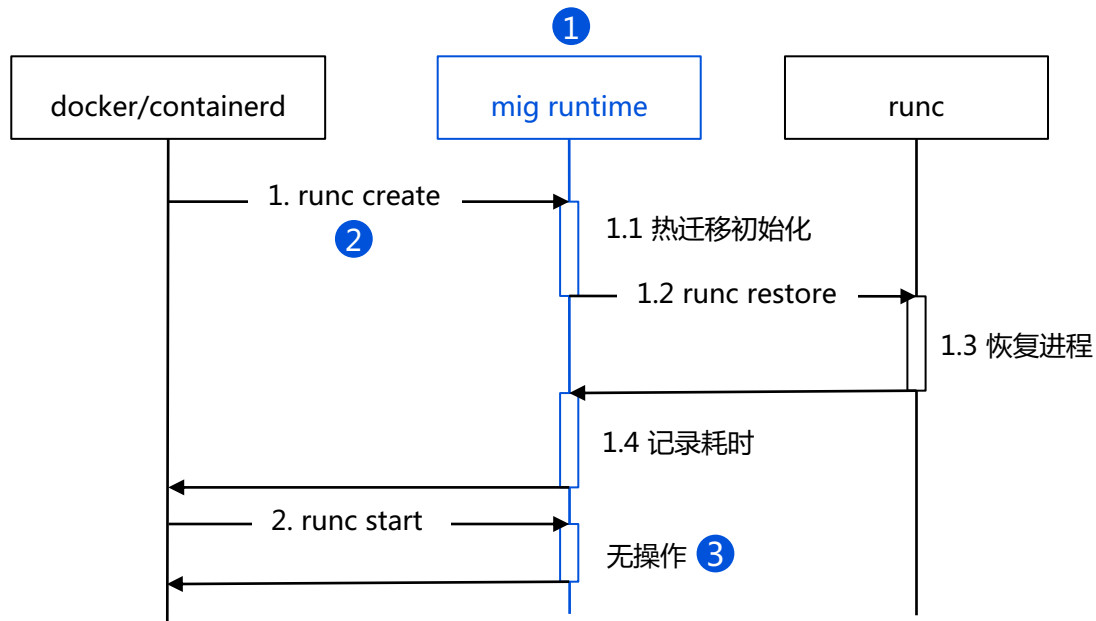 1
docker/containerd
mig runtime
runc
1. runc create
2
1.1 热迁移初始化
1.2 runc restore
1.3 恢复进程
1.4 记录耗时
2. runc start
无操作 3